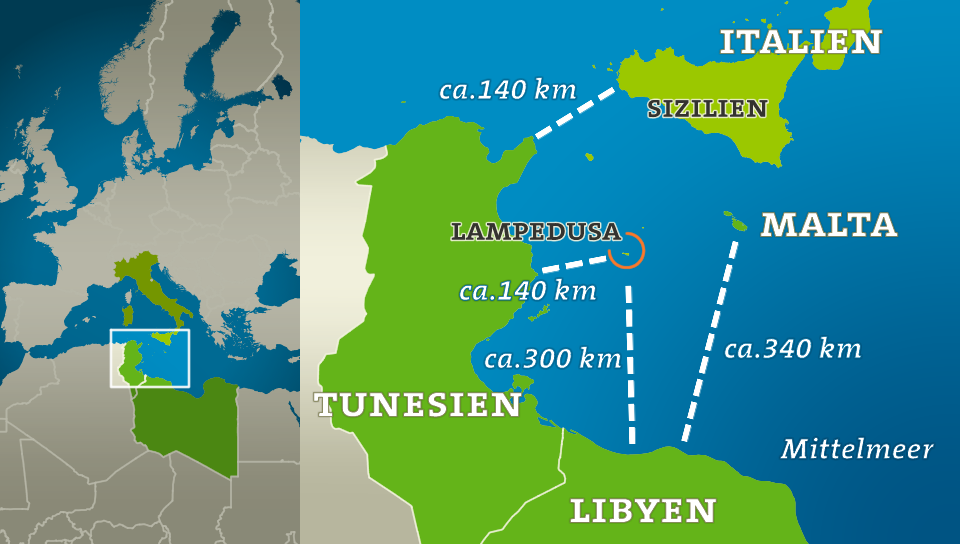 ITALIEN
ca.140 km
SIZILIEN
LAMPEDUSA
MALTA
ca.140 km
ca.300 km
ca.340 km
TUNESIEN
Mittelmeer
LIBYEN